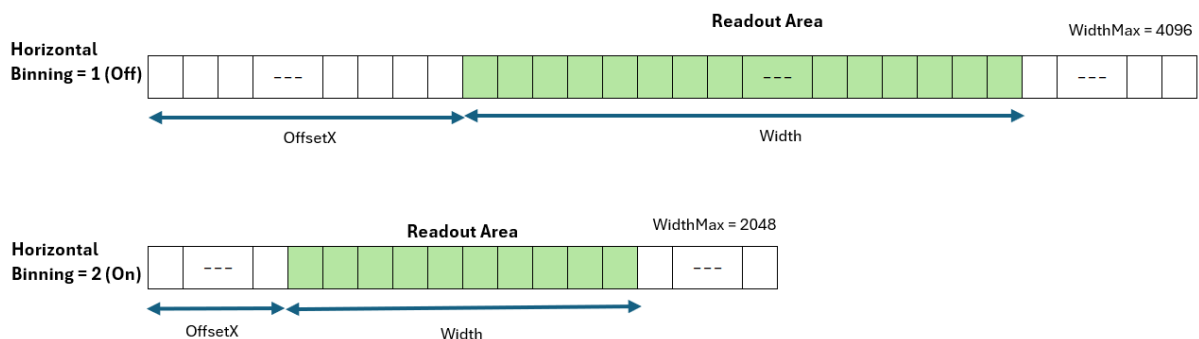 Readout Area
WidthMax = 4096
Horizontal
Binning = 1 (Off)
---
---
---
OffsetX
Width
Readout Area
WidthMax = 2048
Horizontal
Binning = 2 (On)
---
---
OffsetX
Width